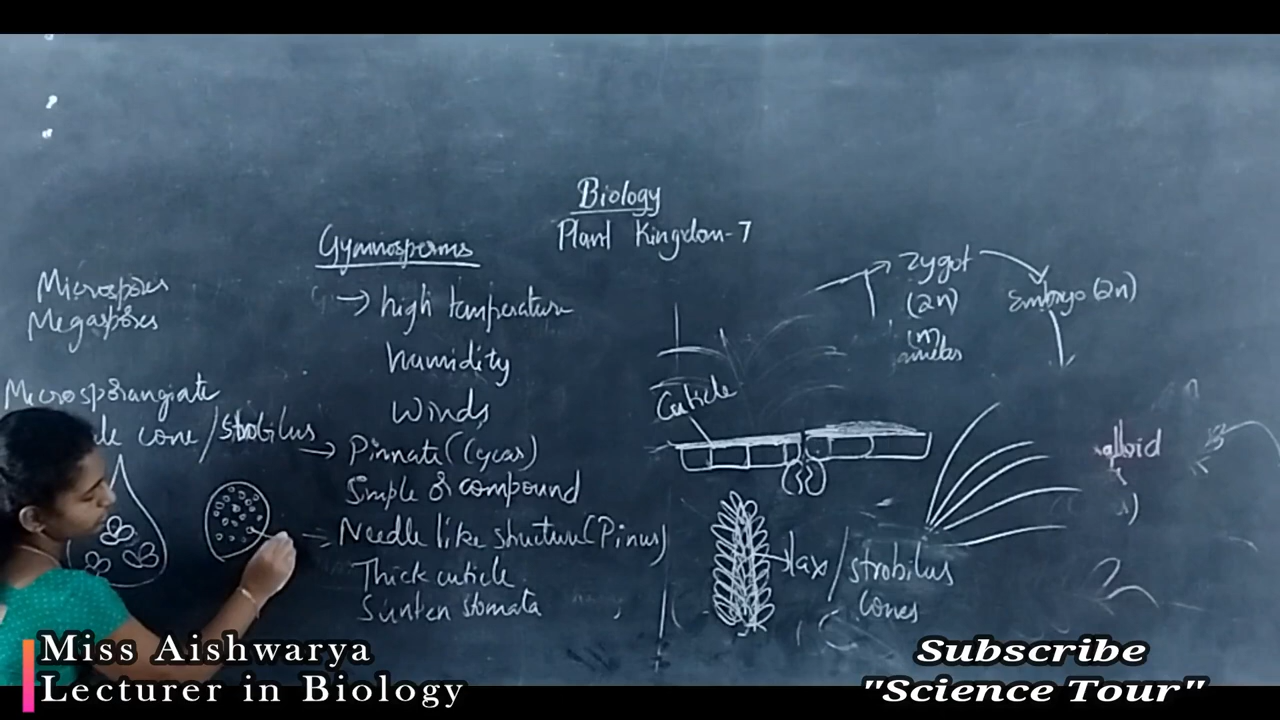 Biology
Plant Kingdom-7
Gymnosperms
→ high temperature
humidity
Winds
→ Pinnate (Cycas)
Simple & compound
Needle like structure (Pinus)
Thick cuticle
Sunken stomata
Microspores
Megaspores
Microsporangiate
cone / strobilus
Cuticle
lax / strobilus
cones
zygot
(2n)
(n)
Embryo (2n)
Miss Aishwarya
Lecturer in Biology
Subscribe
"Science Tour"